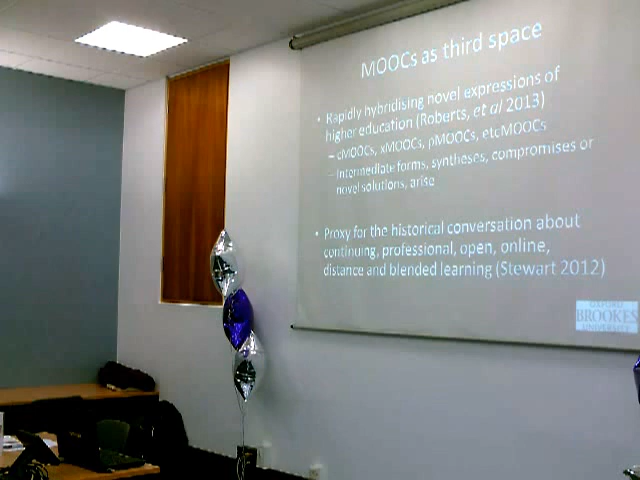 MOOCs as third space
• Rapidly hybridising novel expressions of
higher education (Roberts, et al 2013)
– cMOOCs, xMOOCs, pMOOCs, etcMOOCs
– Intermediate forms, syntheses, compromises or
novel solutions, arise
• Proxy for the historical conversation about
continuing, professional, open, online,
distance and blended learning (Stewart 2012)
OXFORD
BROOKES
UNIVERSITY